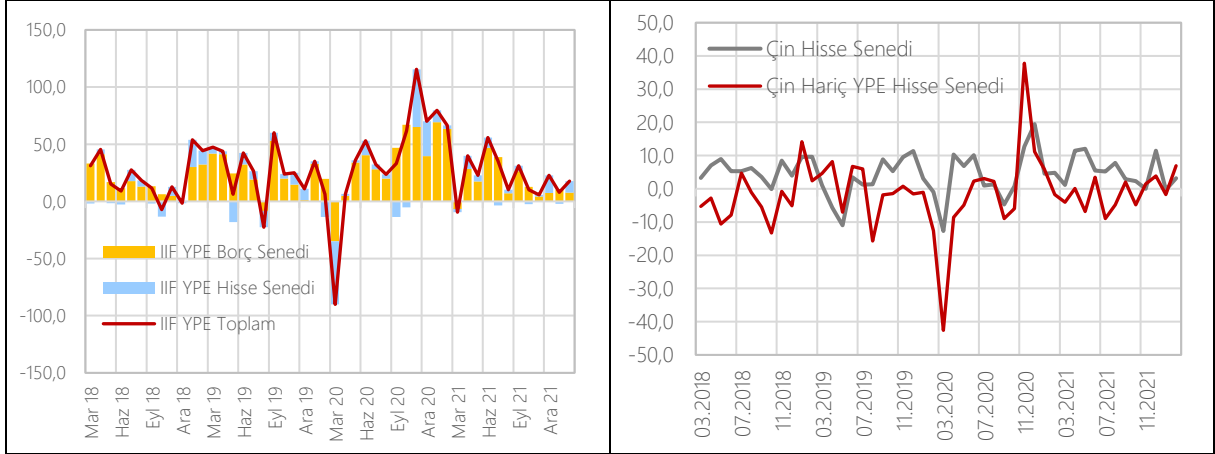 150,0
100,0
50,0
0,0
-50,0
-100,0
-150,0
IIF YPE Borç Senedi
IIF YPE Hisse Senedi
IIF YPE Toplam
Mar 18
Haz 18
Eyl 18
Ara 18
Mar 19
Haz 19
Eyl 19
Ara 19
Mar 20
Haz 20
Eyl 20
Ara 20
Mar 21
Haz 21
Eyl 21
Ara 21
50,0
40,0
30,0
20,0
10,0
0,0
-10,0
-20,0
-30,0
-40,0
-50,0
Çin Hisse Senedi
Çin Hariç YPE Hisse Senedi
03.2018
07.2018
11.2018
03.2019
07.2019
11.2019
03.2020
07.2020
11.2020
03.2021
07.2021
11.2021